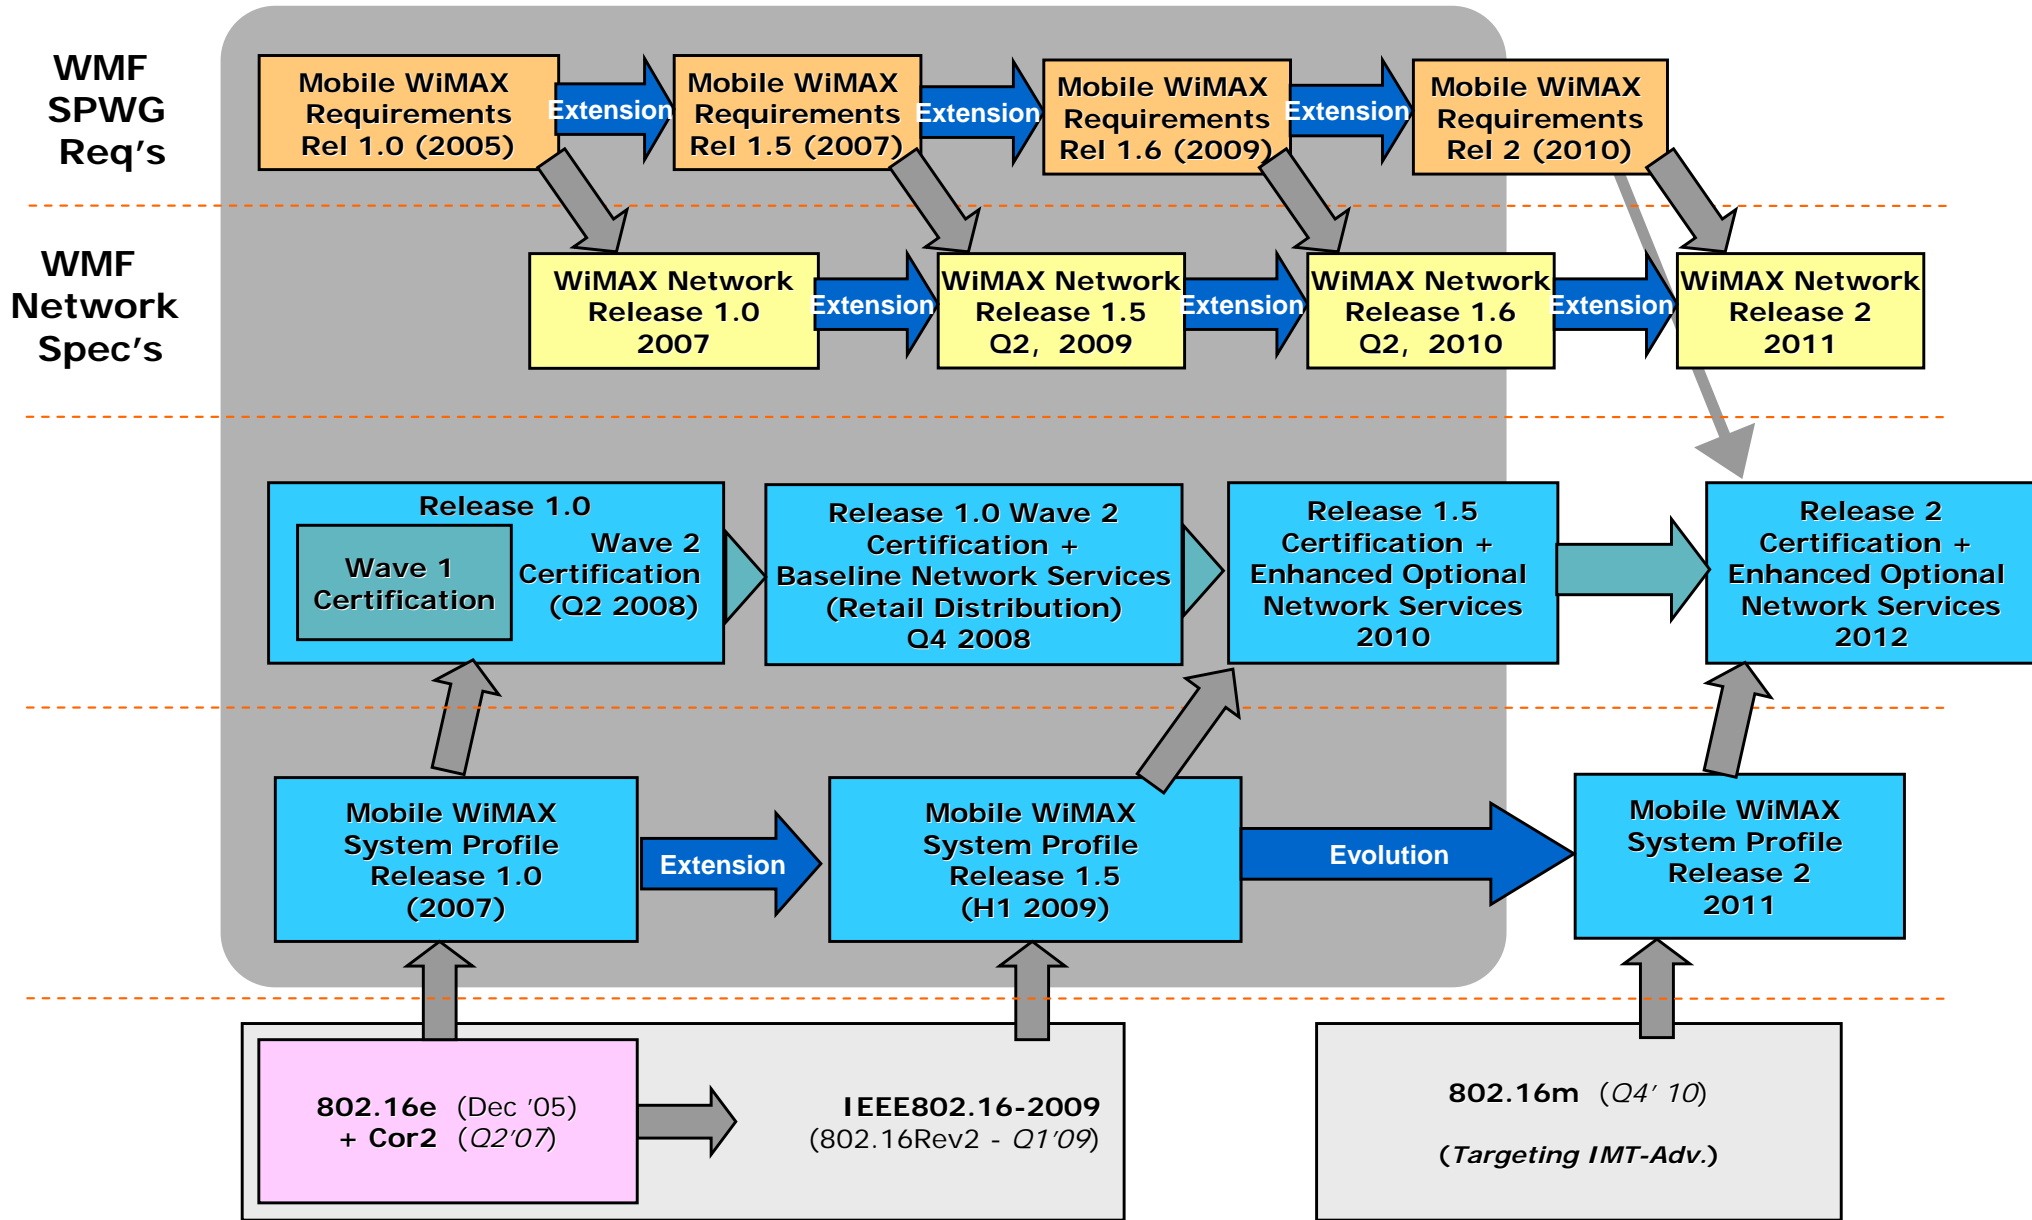 WMF
SPWG
Req's
Mobile WiMAX
Requirements
Rel 1.0 (2005)
Extension
Mobile WiMAX
Requirements
Rel 1.5 (2007)
Extension
Mobile WiMAX
Requirements
Rel 1.6 (2009)
Extension
Mobile WiMAX
Requirements
Rel 2 (2010)
WMF
Network
Spec's
WiMAX Network
Release 1.0
2007
Extension
WiMAX Network
Release 1.5
Q2, 2009
Extension
WiMAX Network
Release 1.6
Q2, 2010
Extension
WiMAX Network
Release 2
2011
Release 1.0
Wave 1
Certification
Wave 2
Certification
(Q2 2008)
Release 1.0 Wave 2
Certification +
Baseline Network Services
(Retail Distribution)
Q4 2008
Release 1.5
Certification +
Enhanced Optional
Network Services
2010
Release 2
Certification +
Enhanced Optional
Network Services
2012
Mobile WiMAX
System Profile
Release 1.0
(2007)
Extension
Mobile WiMAX
System Profile
Release 1.5
(H1 2009)
Evolution
Mobile WiMAX
System Profile
Release 2
2011
802.16e (Dec '05)
+ Cor2 (Q2'07)
IEEE802.16-2009
(802.16Rev2 - Q1'09)
802.16m (Q4' 10)
(Targeting IMT-Adv.)